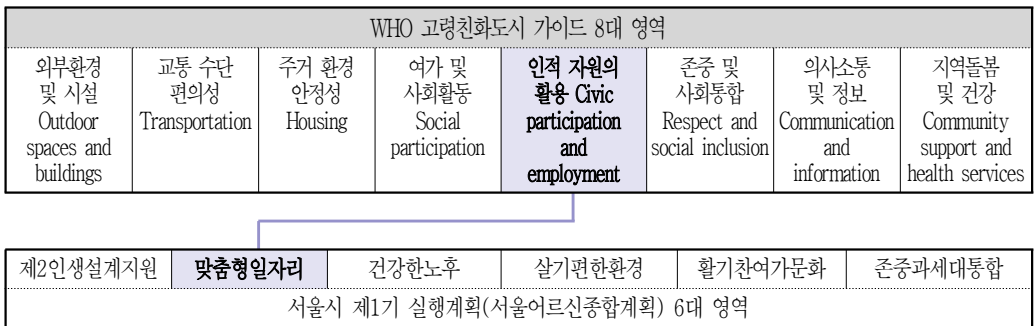 WHO 고령친화도시 가이드 8대 영역
외부환경
및 시설
Outdoor
spaces and
buildings
교통 수단
편의성
Transportation
주거 환경
안정성
Housing
여가 및
사회활동
Social
participation
인적 자원의
활용 Civic
participation
and
employment
존중 및
사회통합
Respect and
social inclusion
의사소통
및 정보
Communication
and
information
지역돌봄
및 건강
Community
support and
health services
제2인생설계지원
맞춤형일자리
건강한노후
살기편한환경
활기찬여가문화
존중과세대통합
서울시 제1기 실행계획(서울어르신종합계획) 6대 영역